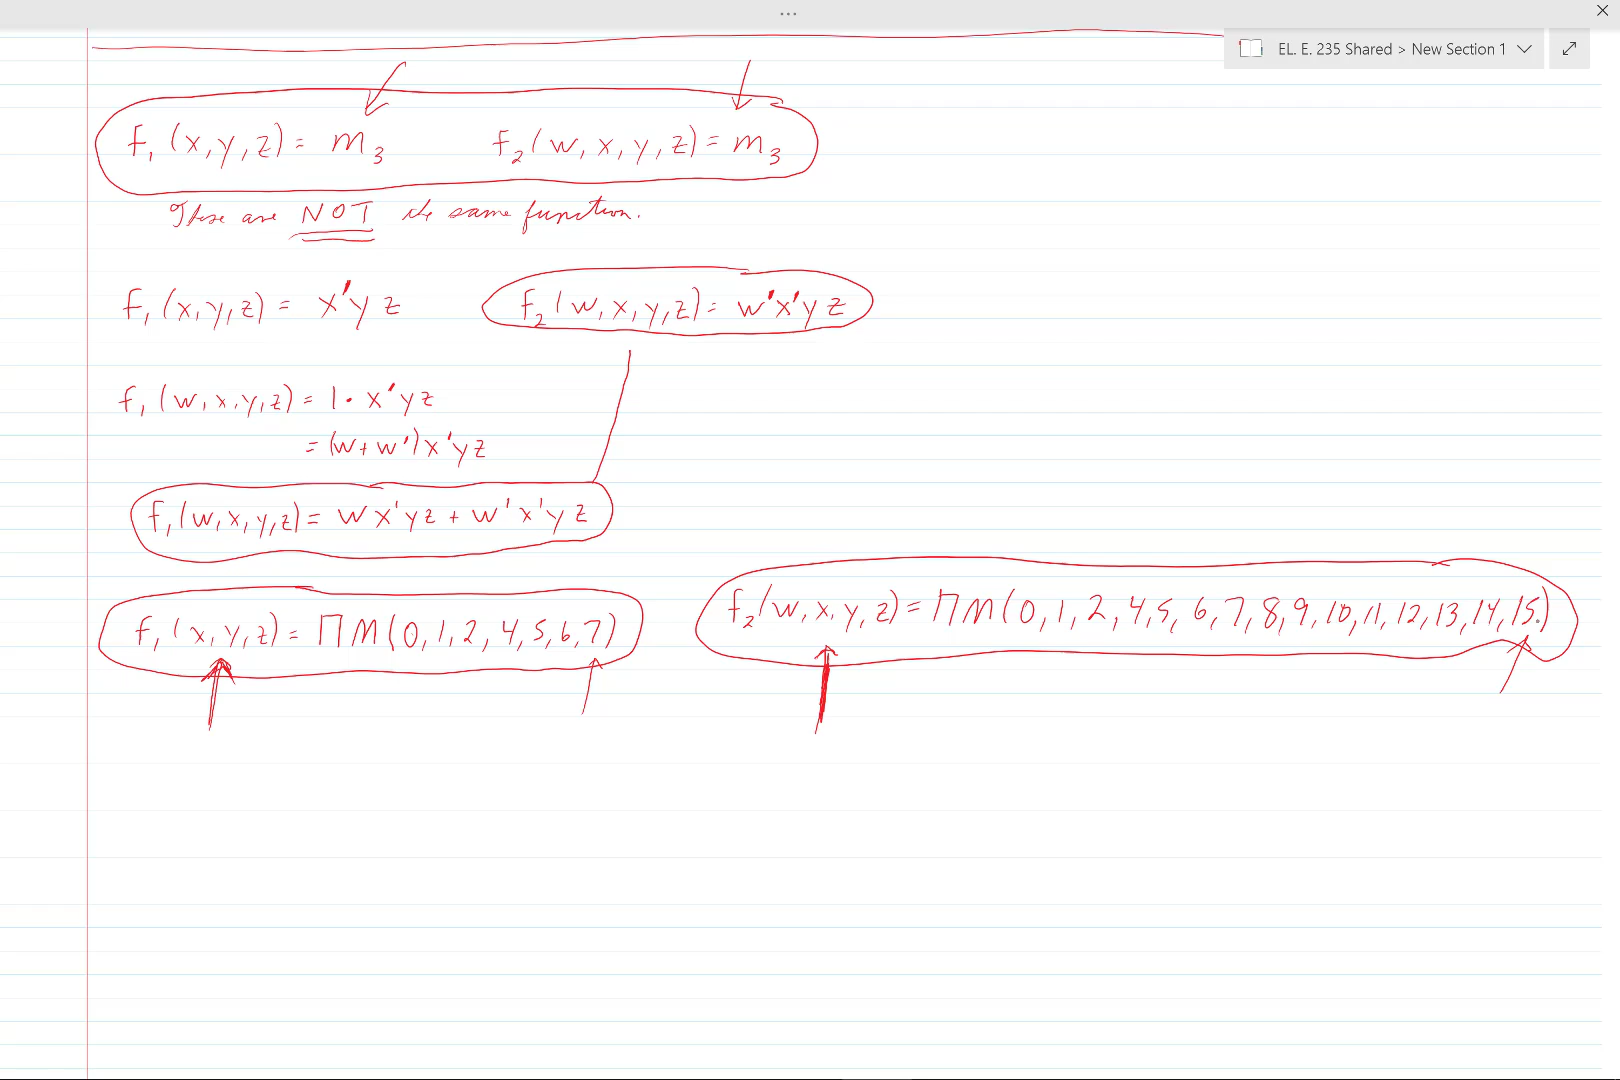 ...
EL. E. 235 Shared > New Section 1
f₁(x,y,z) = m₃ f₂(w,x,y,z) = m₃
These are NOT the same function.
f₁(x,y,z) = x'yz f₂(w,x,y,z) = w'x'yz
f₁(w,x,y,z) = 1·x'yz
= (w+w')x'yz
f₁(w,x,y,z) = wx'yz + w'x'yz
f₁(x,y,z) = ΠM(0,1,2,4,5,6,7) f₂(w,x,y,z) = ΠM(0,1,2,4,5,6,7,8,9,10,11,12,13,14,15.)